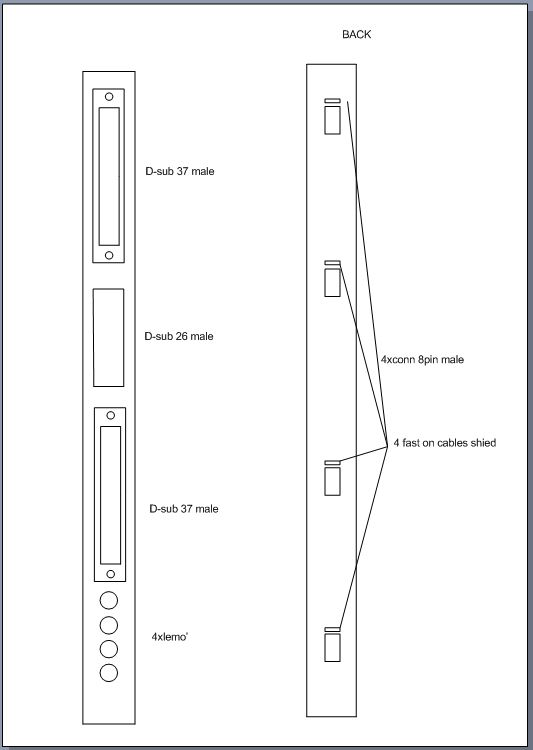 BACK
D-sub 37 male
D-sub 26 male
4xconn 8pin male
4 fast on cables shied
D-sub 37 male
4xlemo'